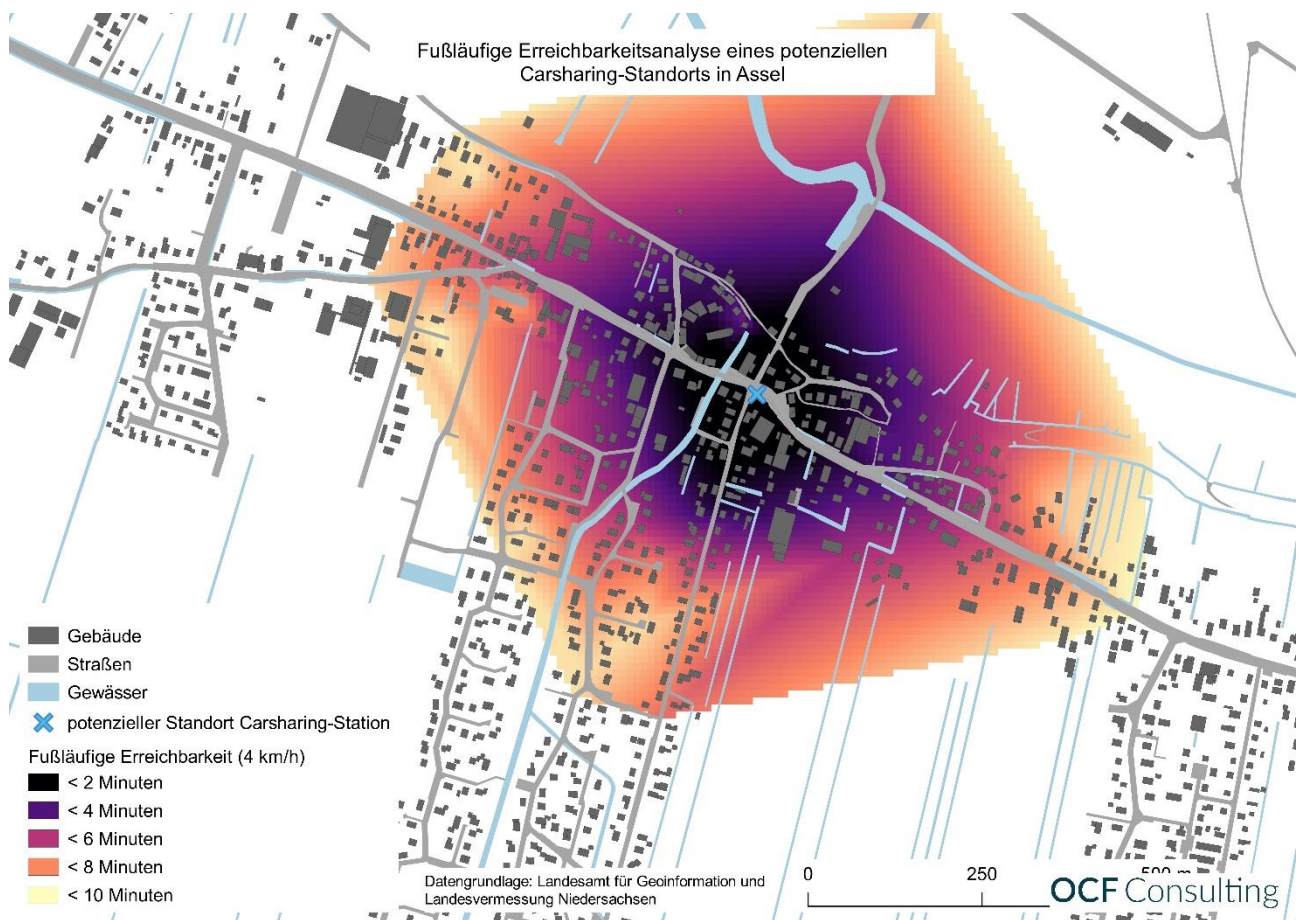 Fußläufige Erreichbarkeitsanalyse eines potenziellen
Carsharing-Standorts in Assel
Gebäude
Straßen
Gewässer
potenzieller Standort Carsharing-Station
Fußläufige Erreichbarkeit (4 km/h)
< 2 Minuten
< 4 Minuten
< 6 Minuten
< 8 Minuten
< 10 Minuten
Datengrundlage: Landesamt für Geoinformation und
Landesvermessung Niedersachsen
0 250 500 m
OCF Consulting